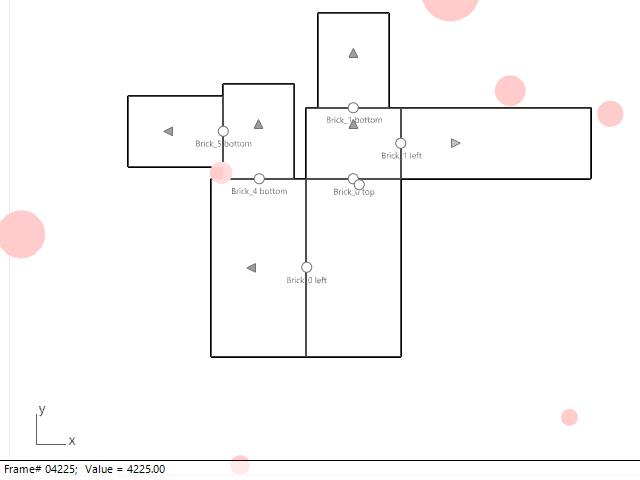 Brick_1 bottom
Brick_5 bottom
Brick_1 left
Brick_4 bottom
Brick_0 top
Brick_0 left
y
x
Frame# 04225; Value = 4225.00